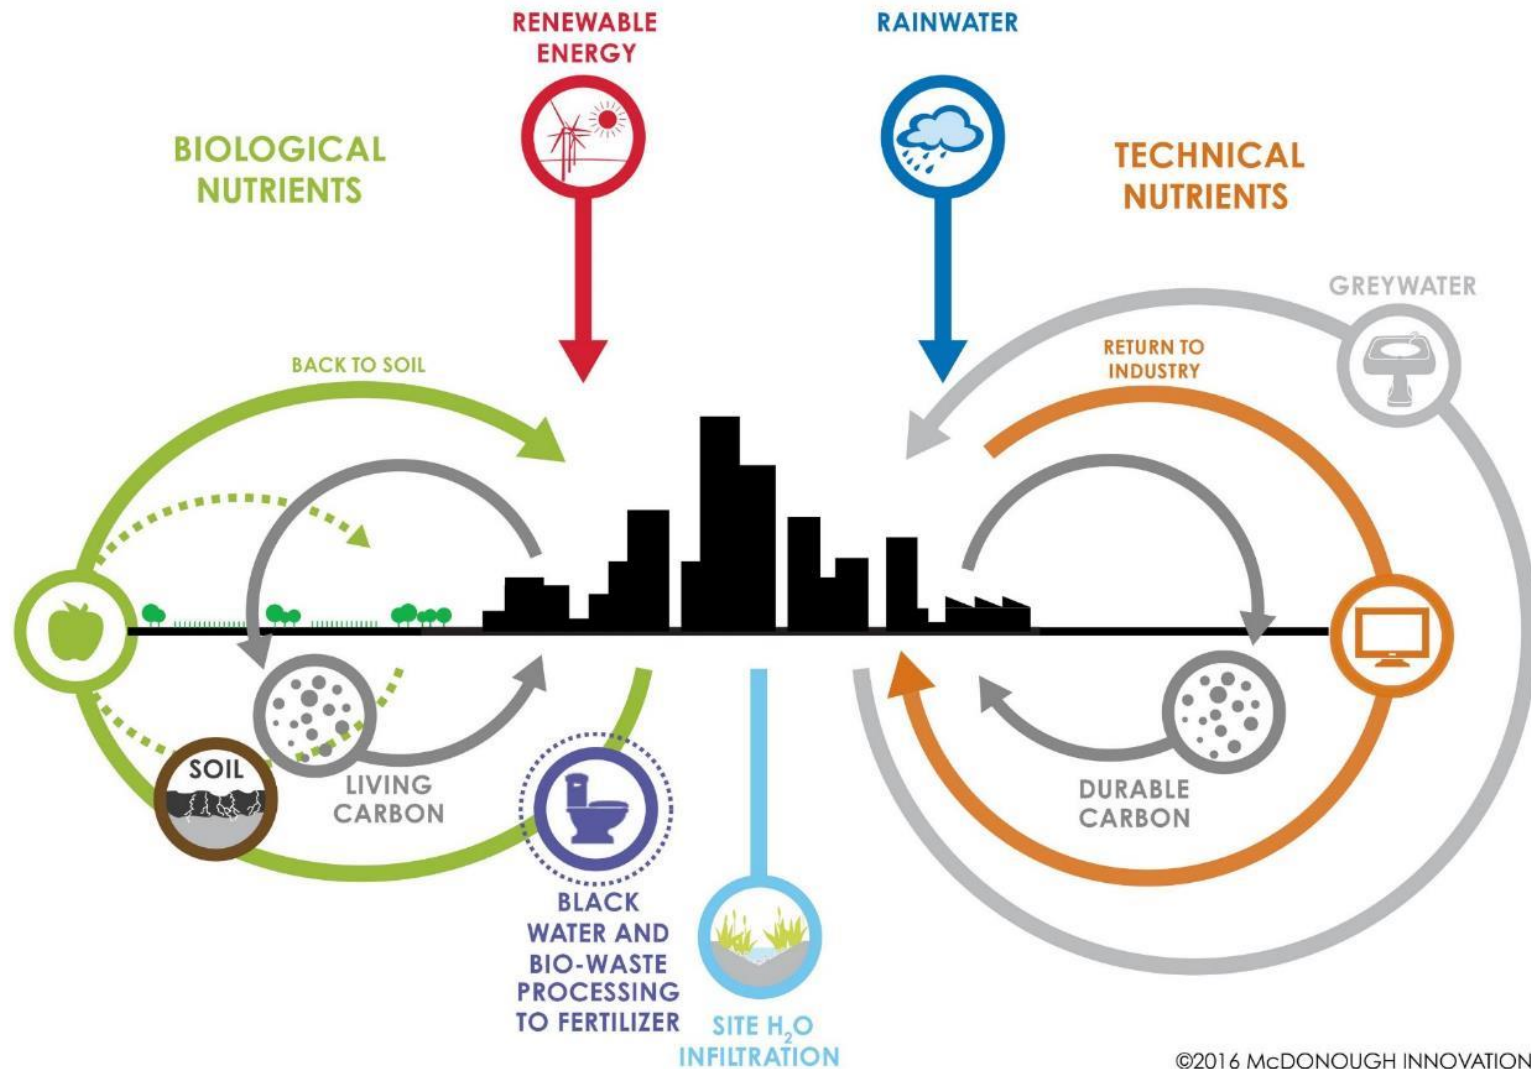 RENEWABLE
ENERGY
RAINWATER
BIOLOGICAL
NUTRIENTS
TECHNICAL
NUTRIENTS
GREYWATER
BACK TO SOIL
RETURN TO
INDUSTRY
SOIL
LIVING
CARBON
DURABLE
CARBON
BLACK
WATER AND
BIO-WASTE
PROCESSING
TO FERTILIZER
SITE H₂O
INFILTRATION
©2016 McDONOUGH INNOVATION